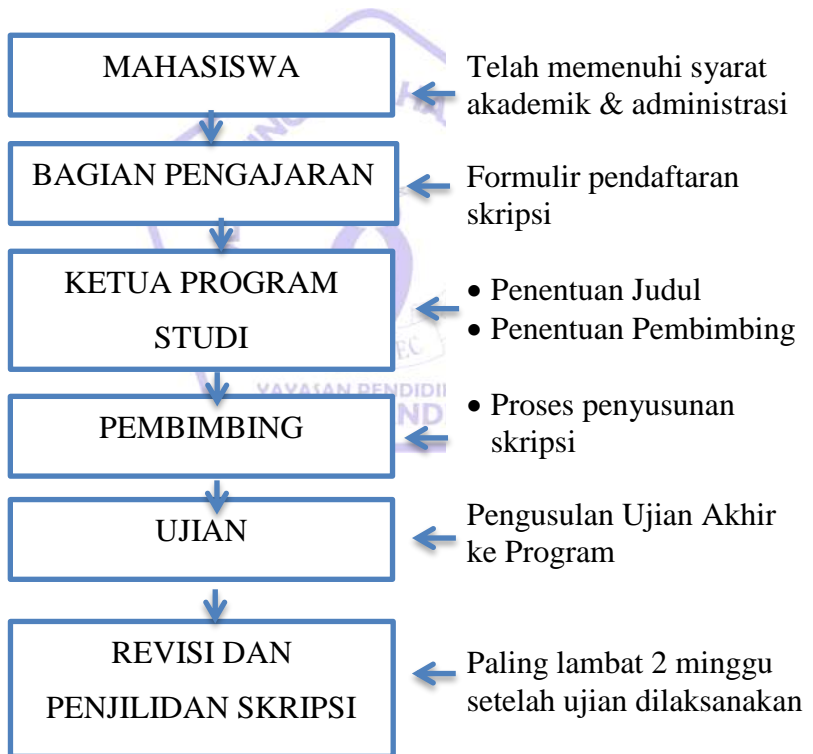 MAHASISWA
Telah memenuhi syarat
akademik & administrasi
BAGIAN PENGAJARAN
Formulir pendaftaran
skripsi
KETUA PROGRAM
STUDI
• Penentuan Judul
• Penentuan Pembimbing
YAYASAN PENDIDI
PEMBIMBING
• Proses penyusunan
skripsi
UJIAN
Pengusulan Ujian Akhir
ke Program
REVISI DAN
PENJILIDAN SKRIPSI
Paling lambat 2 minggu
setelah ujian dilaksanakan